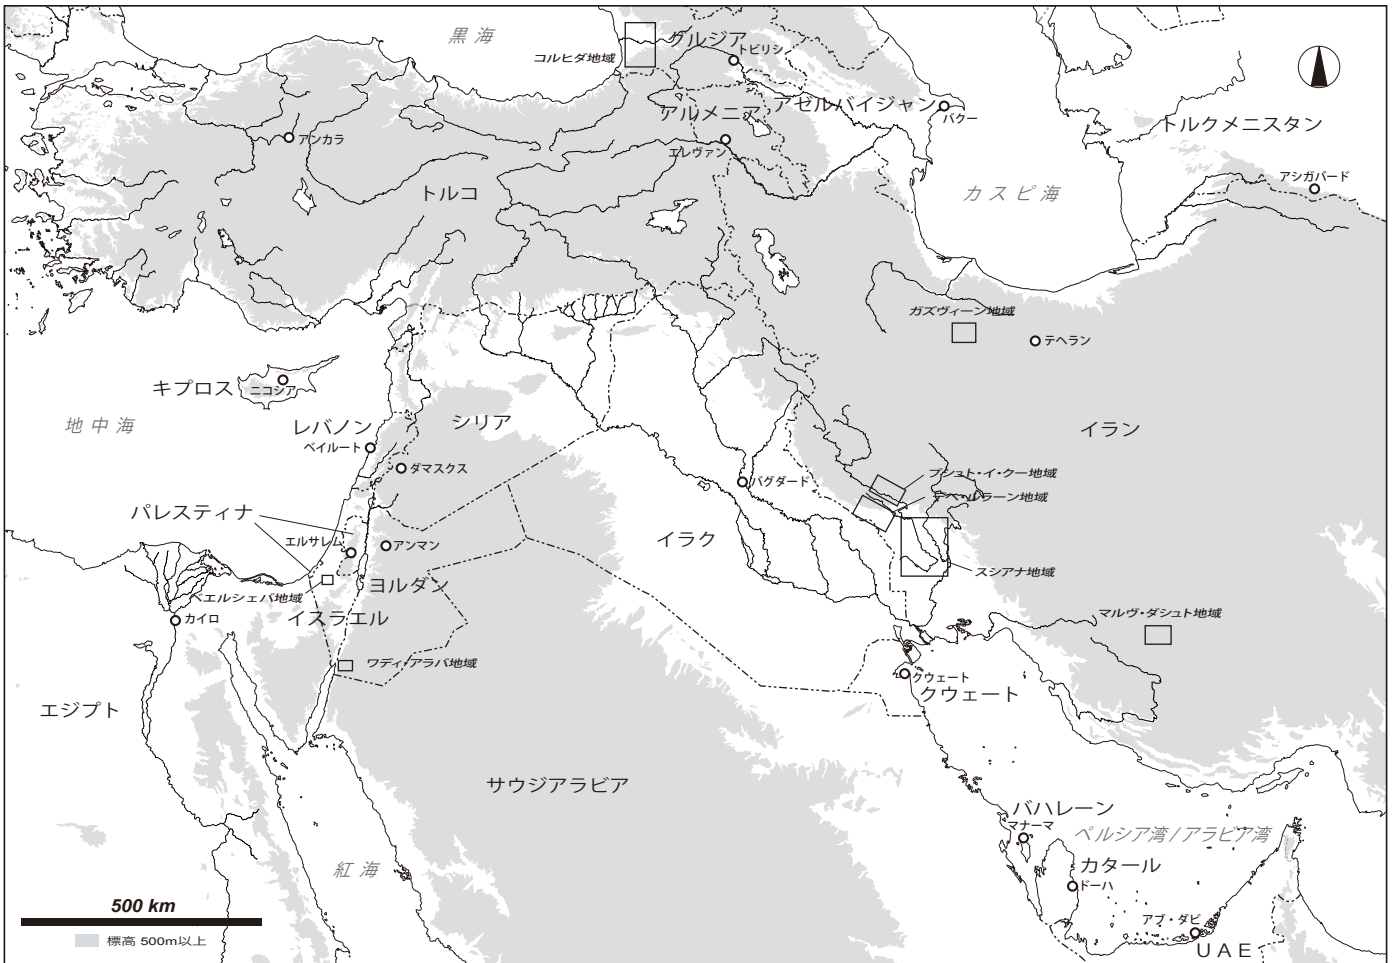 黒海
グルジア
トビリシ
コルヒダ地域
アルメニア
アゼルバイジャン
バクー
トルクメニスタン
アンカラ
エレヴァン
アシガバード
トルコ
カスピ海
ガズヴィーン地域
テヘラン
キプロス
ニコシア
地中海
レバノン
ベイルート
シリア
イラン
ダマスクス
バグダード
プシュト・イ・クー地域
デヘ・ルラーン地域
パレスティナ
エルサレム
アンマン
イラク
スシアナ地域
ヨルダン
ベエルシェバ地域
イスラエル
カイロ
マルヴ・ダシュト地域
ワディ・アラバ地域
クウェート
クウェート
エジプト
サウジアラビア
バハレーン
マナーマ
ペルシア湾/アラビア湾
紅海
カタール
ドーハ
500 km
アブ・ダビ
標高 500m以上
UAE